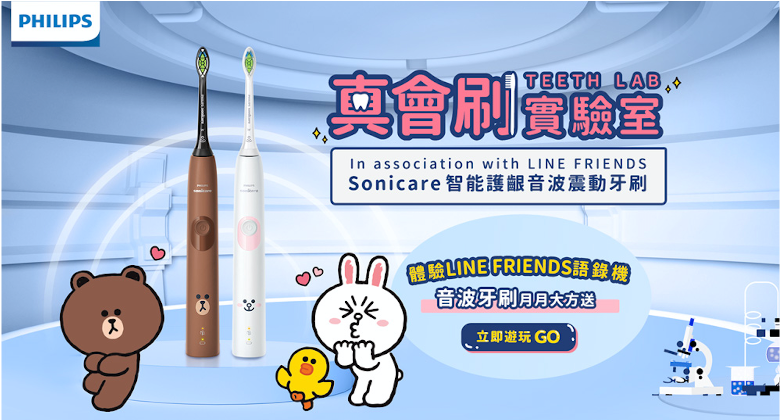 PHILIPS
真會刷
TEETH LAB
實驗室
In association with LINE FRIENDS
Sonicare智能護齦音波震動牙刷
體驗LINE FRIENDS語錄機
音波牙刷月月大方送
立即遊玩GO